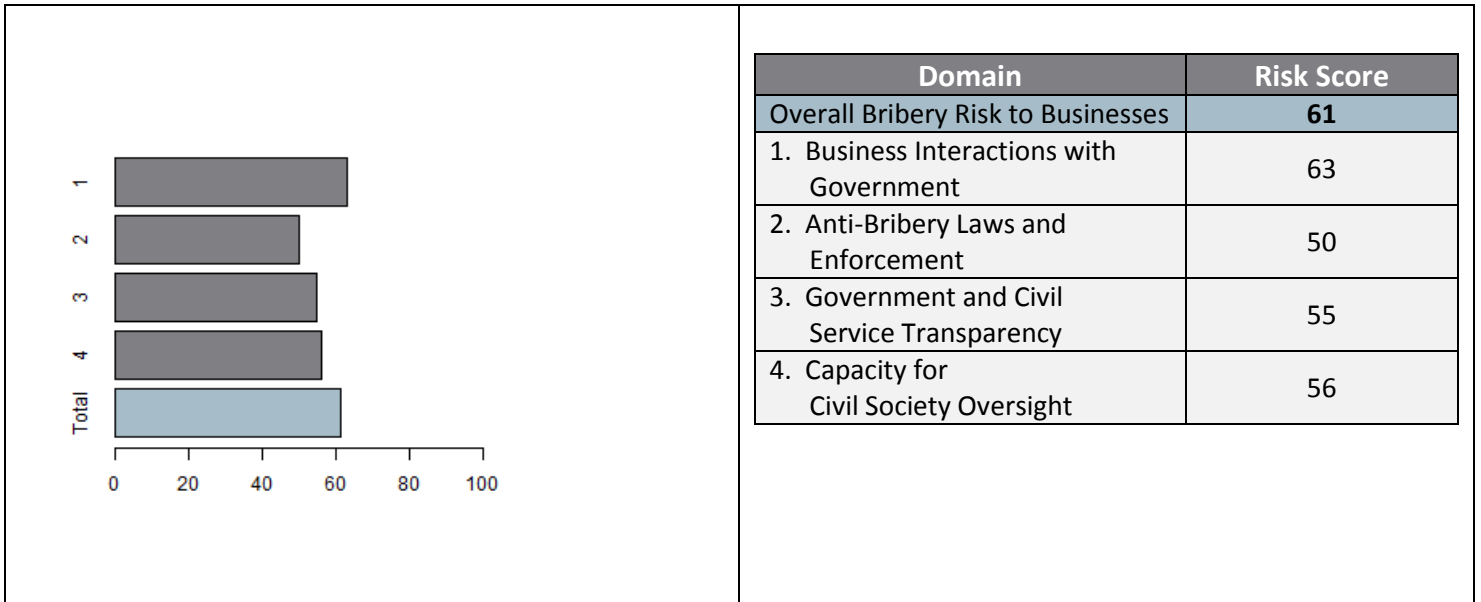 1
2
3
4
Total
0 20 40 60 80 100
Domain Risk Score
Overall Bribery Risk to Businesses 61
1. Business Interactions with
Government
63
2. Anti-Bribery Laws and
Enforcement
50
3. Government and Civil
Service Transparency
55
4. Capacity for
Civil Society Oversight
56